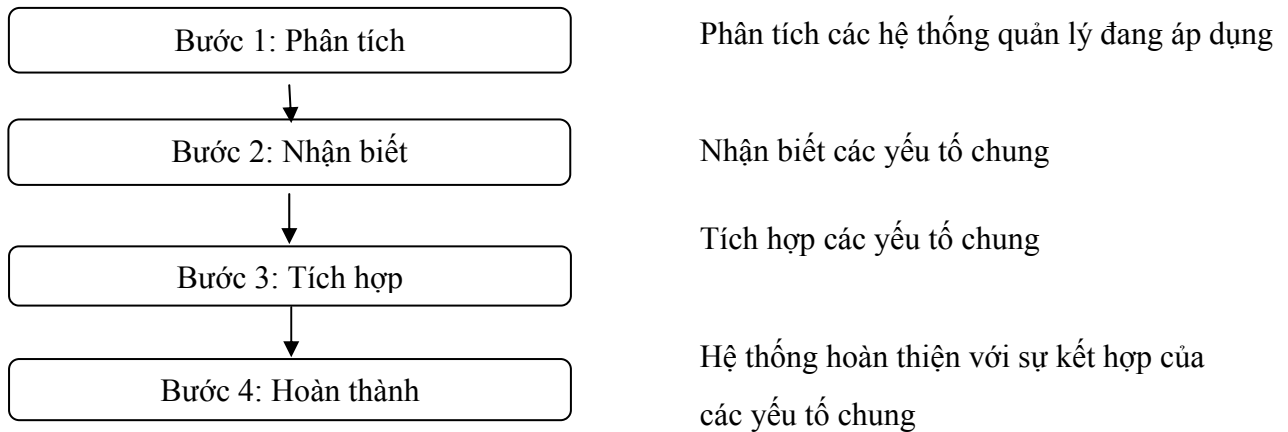 Bước 1: Phân tích
Phân tích các hệ thống quản lý đang áp dụng
Bước 2: Nhận biết
Nhận biết các yếu tố chung
Tích hợp các yếu tố chung
Bước 3: Tích hợp
Hệ thống hoàn thiện với sự kết hợp của
các yếu tố chung
Bước 4: Hoàn thành